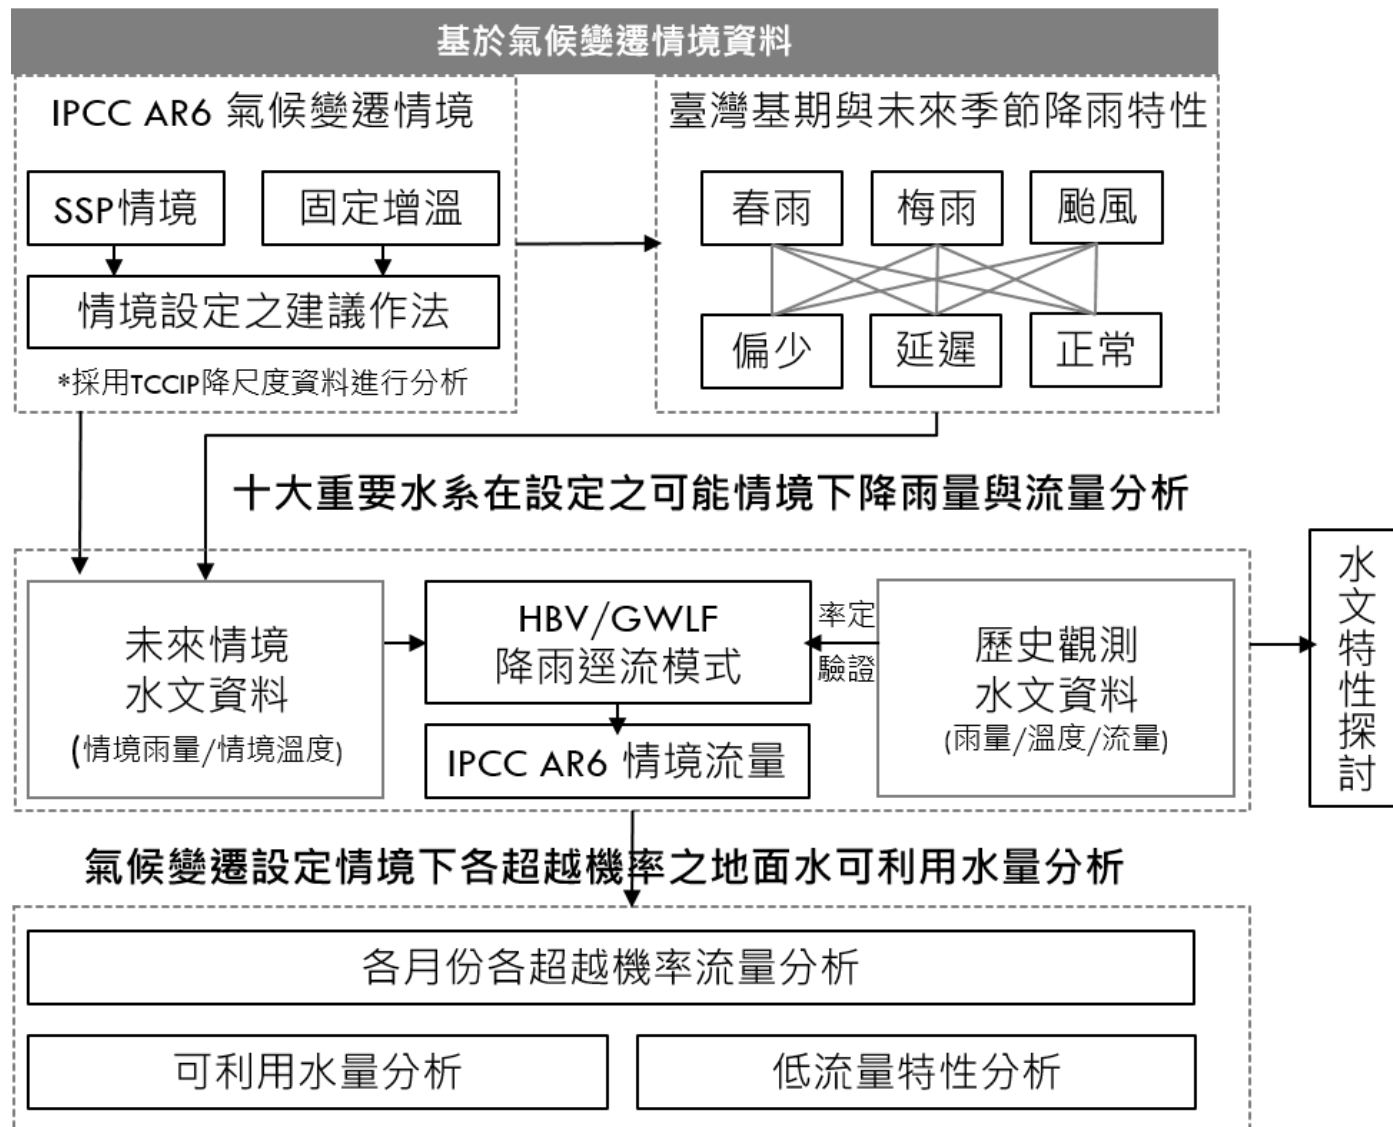 基於氣候變遷情境資料
IPCC AR6 氣候變遷情境
SSP情境
固定增溫
情境設定之建議作法
*採用TCCIP降尺度資料進行分析
臺灣基期與未來季節降雨特性
春雨
梅雨
颱風
偏少
延遲
正常
十大重要水系在設定之可能情境下降雨量與流量分析
未來情境
水文資料
(情境雨量/情境溫度)
HBV/GWLF
降雨逕流模式
IPCC AR6 情境流量
率定
驗證
歷史觀測
水文資料
(雨量/溫度/流量)
水文特性探討
氣候變遷設定情境下各超越機率之地面水可利用水量分析
各月份各超越機率流量分析
可利用水量分析
低流量特性分析